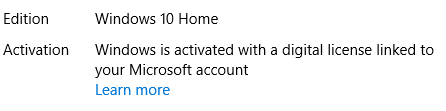 Edition Windows 10 Home
Activation Windows is activated with a digital license linked to
your Microsoft account
Learn more